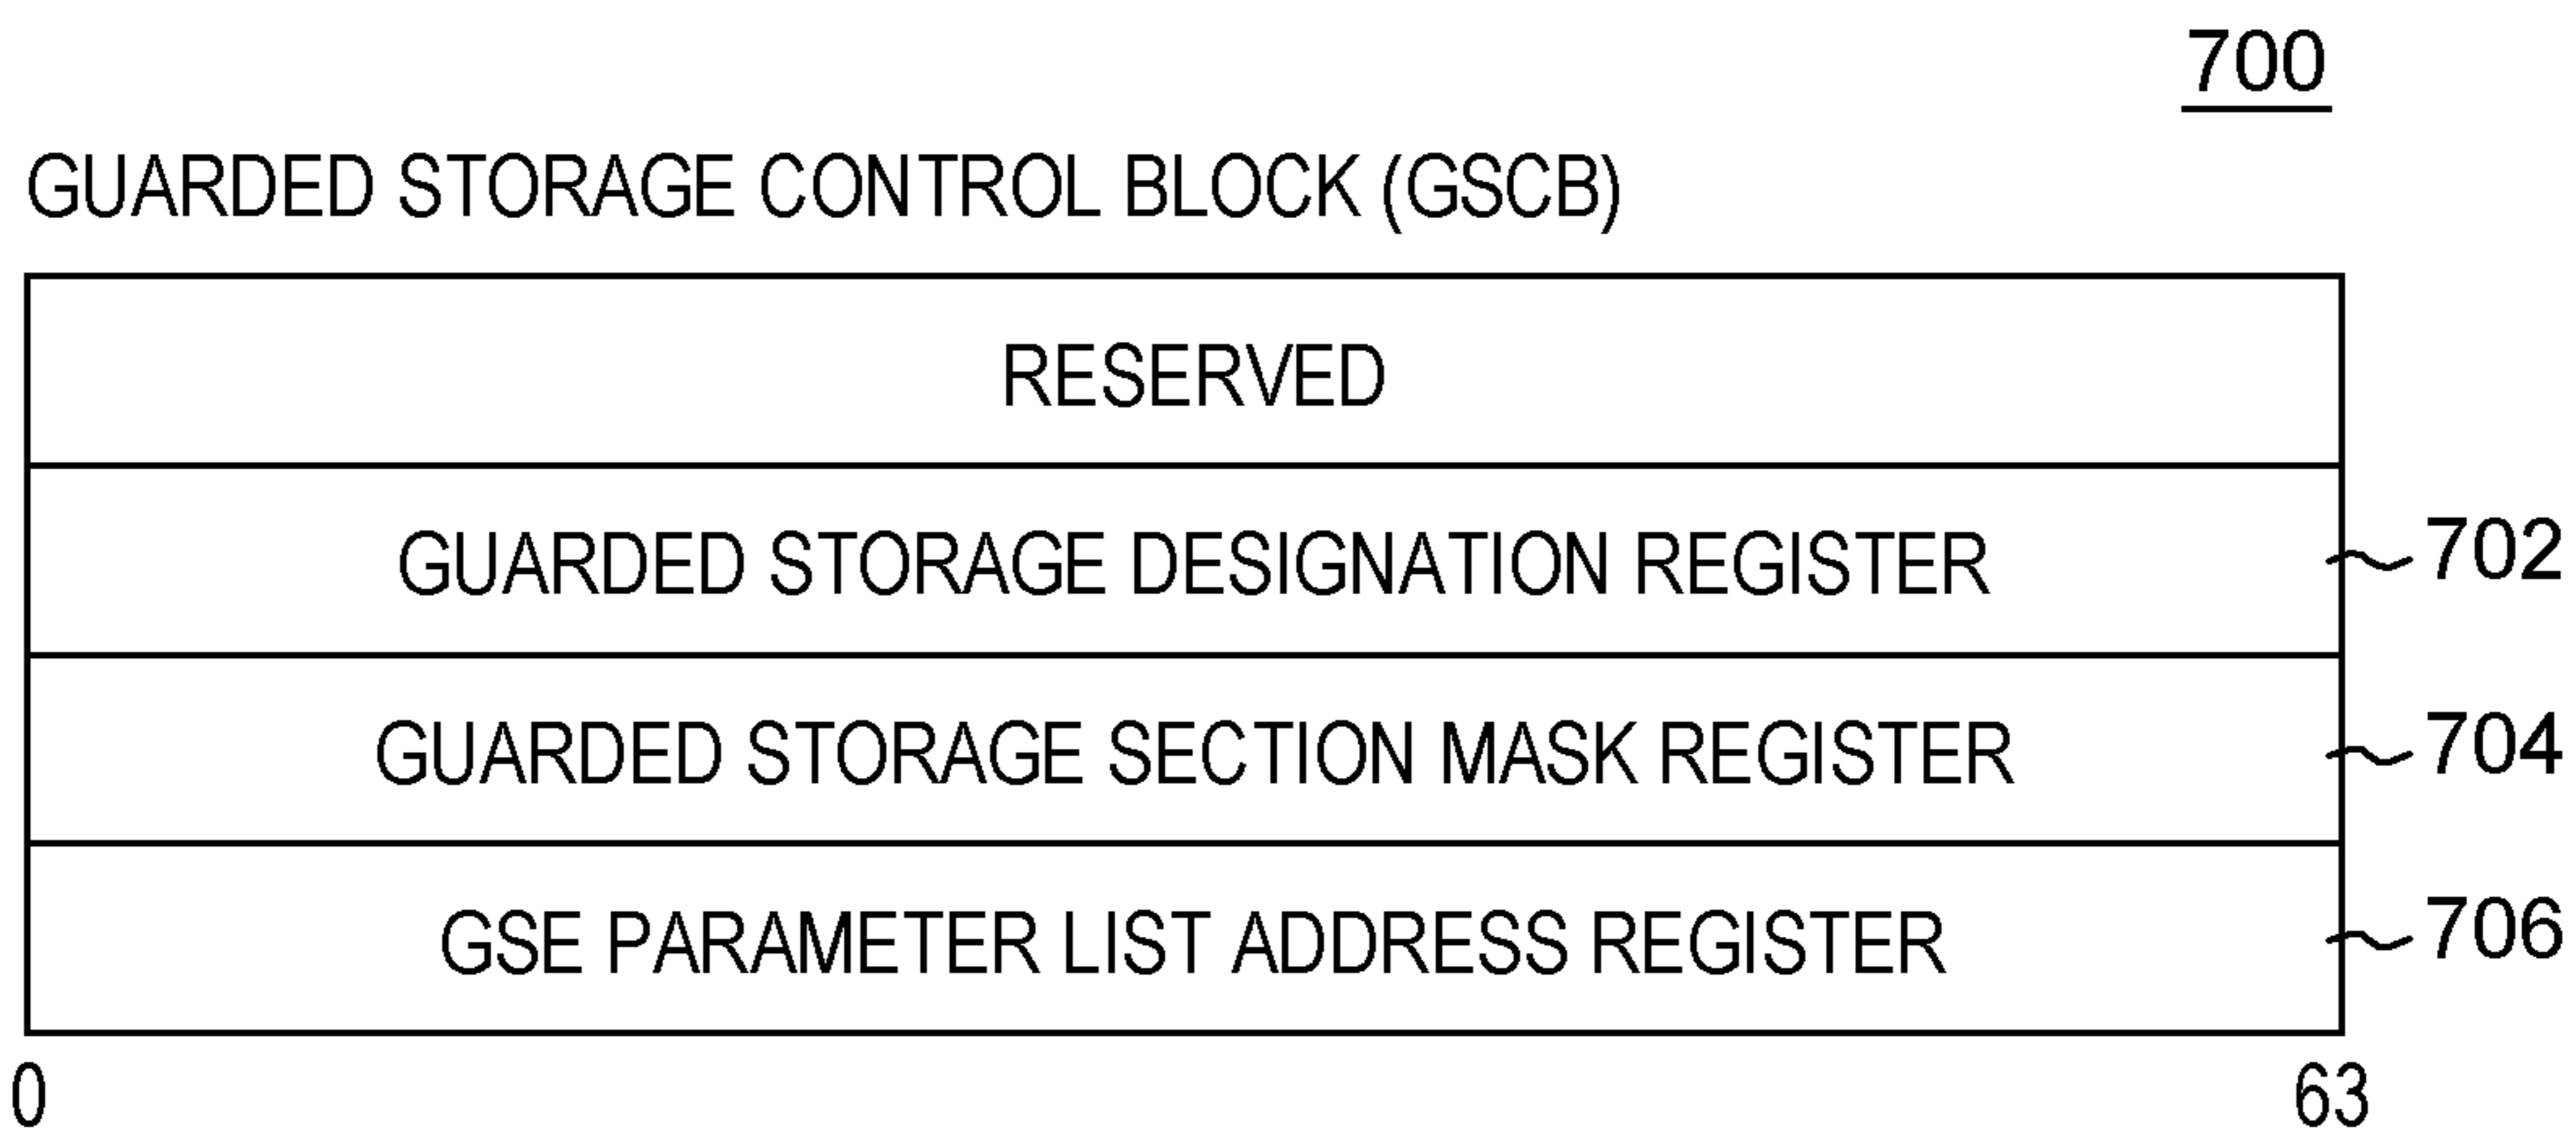 700
GUARDED STORAGE CONTROL BLOCK (GSCB)
RESERVED
GUARDED STORAGE DESIGNATION REGISTER 702
GUARDED STORAGE SECTION MASK REGISTER 704
GSE PARAMETER LIST ADDRESS REGISTER 706
0 63